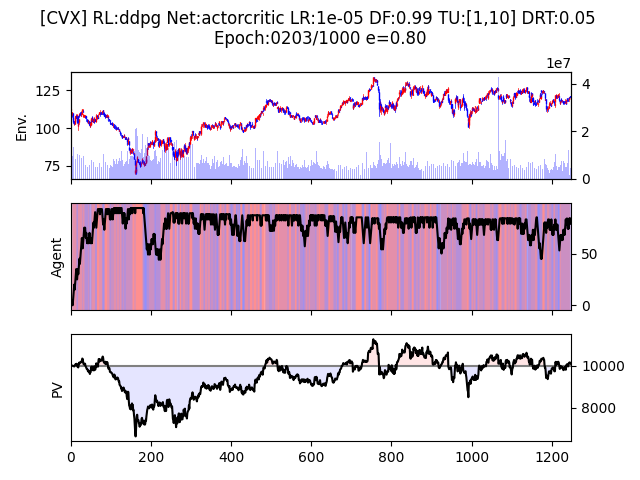 [CVX] RL:ddpg Net:actorcritic LR:1e-05 DF:0.99 TU:[1,10] DRT:0.05
Epoch:0203/1000 e=0.80
1e7
Env.
125
100
75
4
2
0
Agent
50
0
PV
10000
8000
0
200
400
600
800
1000
1200